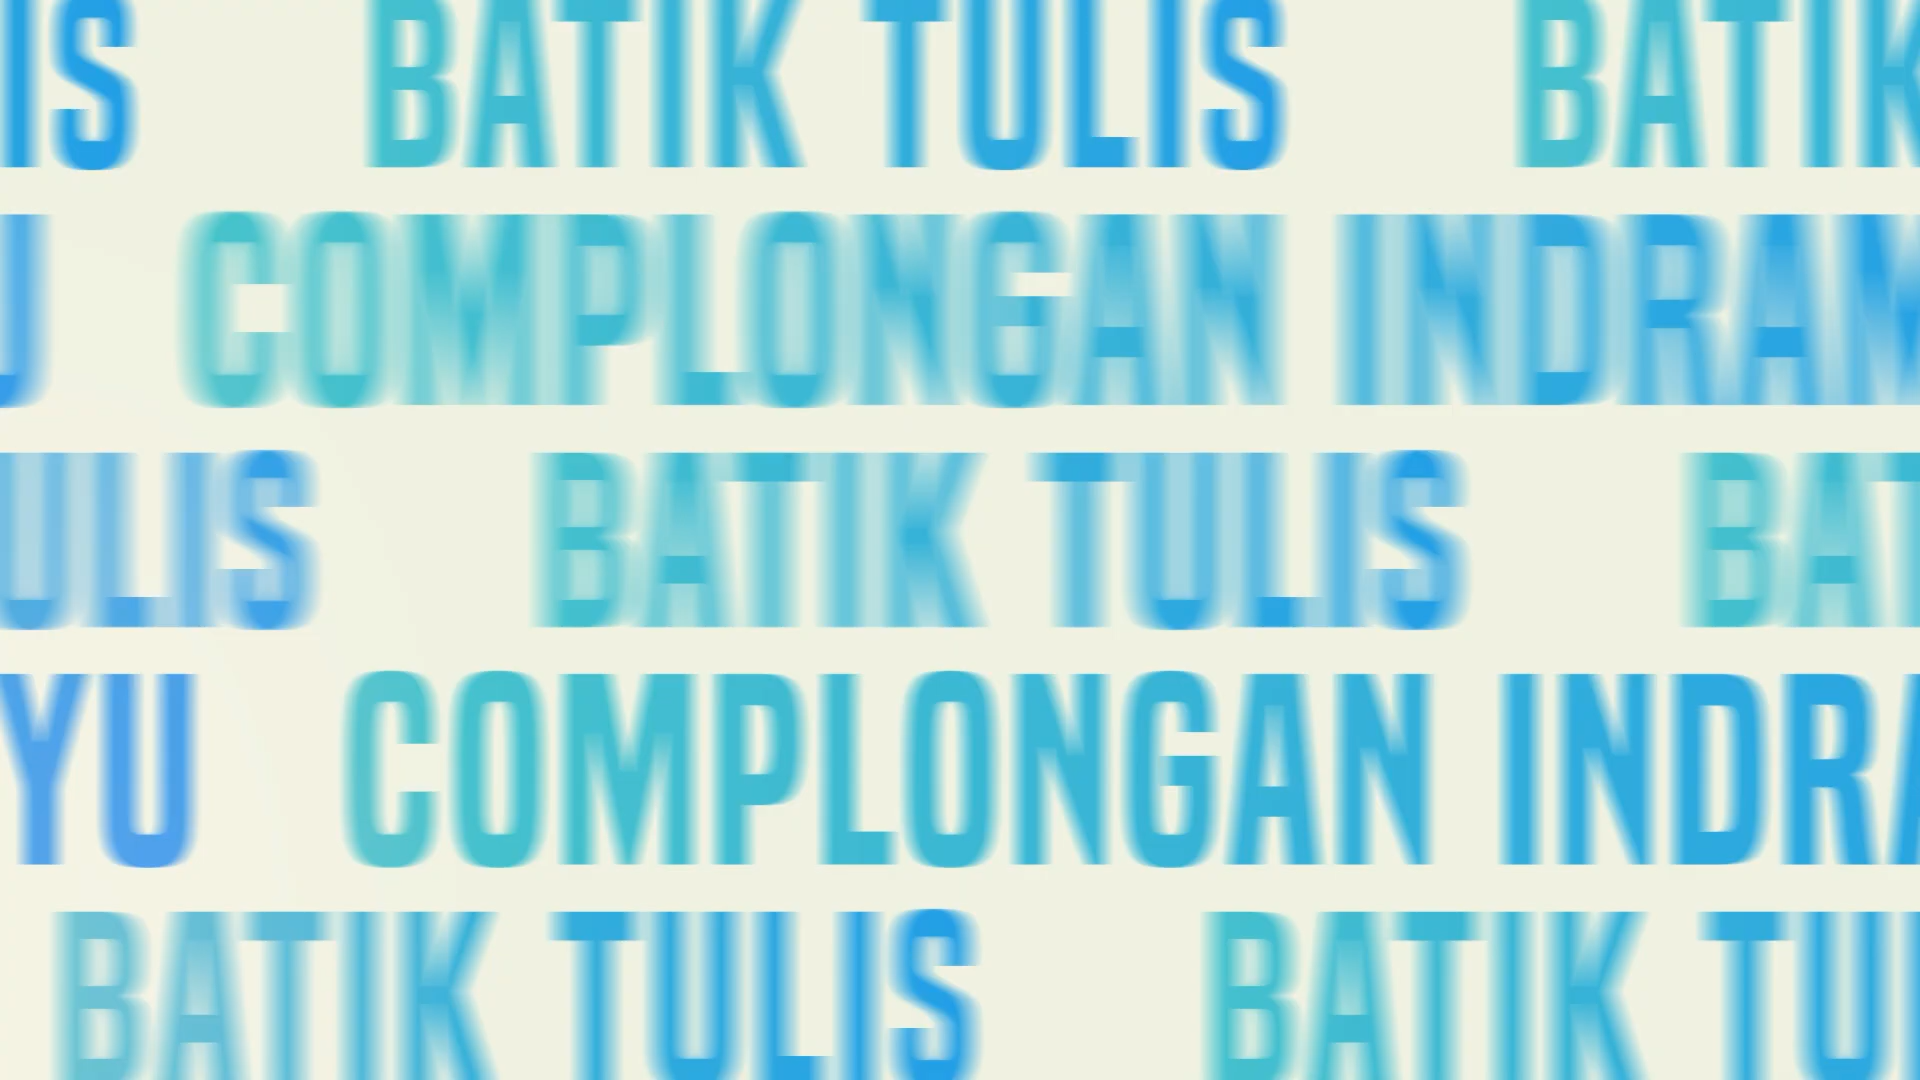 IS BATIK TULIS BATIK
U COMPLONGAN INDRAM
ULIS BATIK TULIS BAT
YU COMPLONGAN INDRA
BATIK TULIS BATIK TU